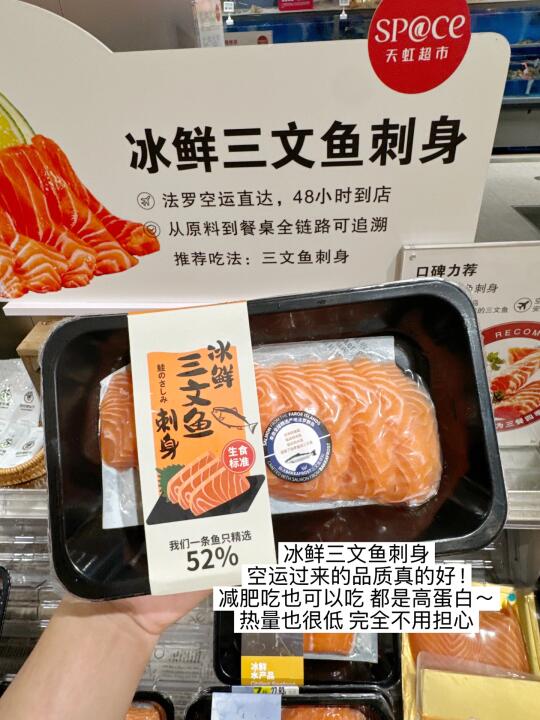 SP@CE
天虹超市
冰鲜三文鱼刺身
法罗空运直达，48小时到店
从原料到餐桌全链路可追溯
推荐吃法：三文鱼刺身
口碑力荐
RECOM
冰鲜
三文鱼
刺身
鮭のさしみ
生食
标准
SALMON FROM THE FAROE ISLANDS
我们一条鱼只精选
52%
冰鲜三文鱼刺身
空运过来的品质真的好！
减肥吃也可以吃 都是高蛋白～
热量也很低 完全不用担心
冰鲜
水产品